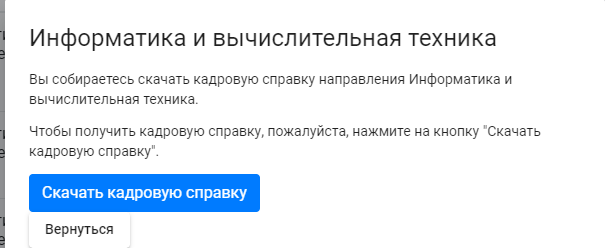 Информатика и вычислительная техника
Вы собираетесь скачать кадровую справку направления Информатика и
вычислительная техника.
Чтобы получить кадровую справку, пожалуйста, нажмите на кнопку "Скачать
кадровую справку".
Скачать кадровую справку
Вернуться